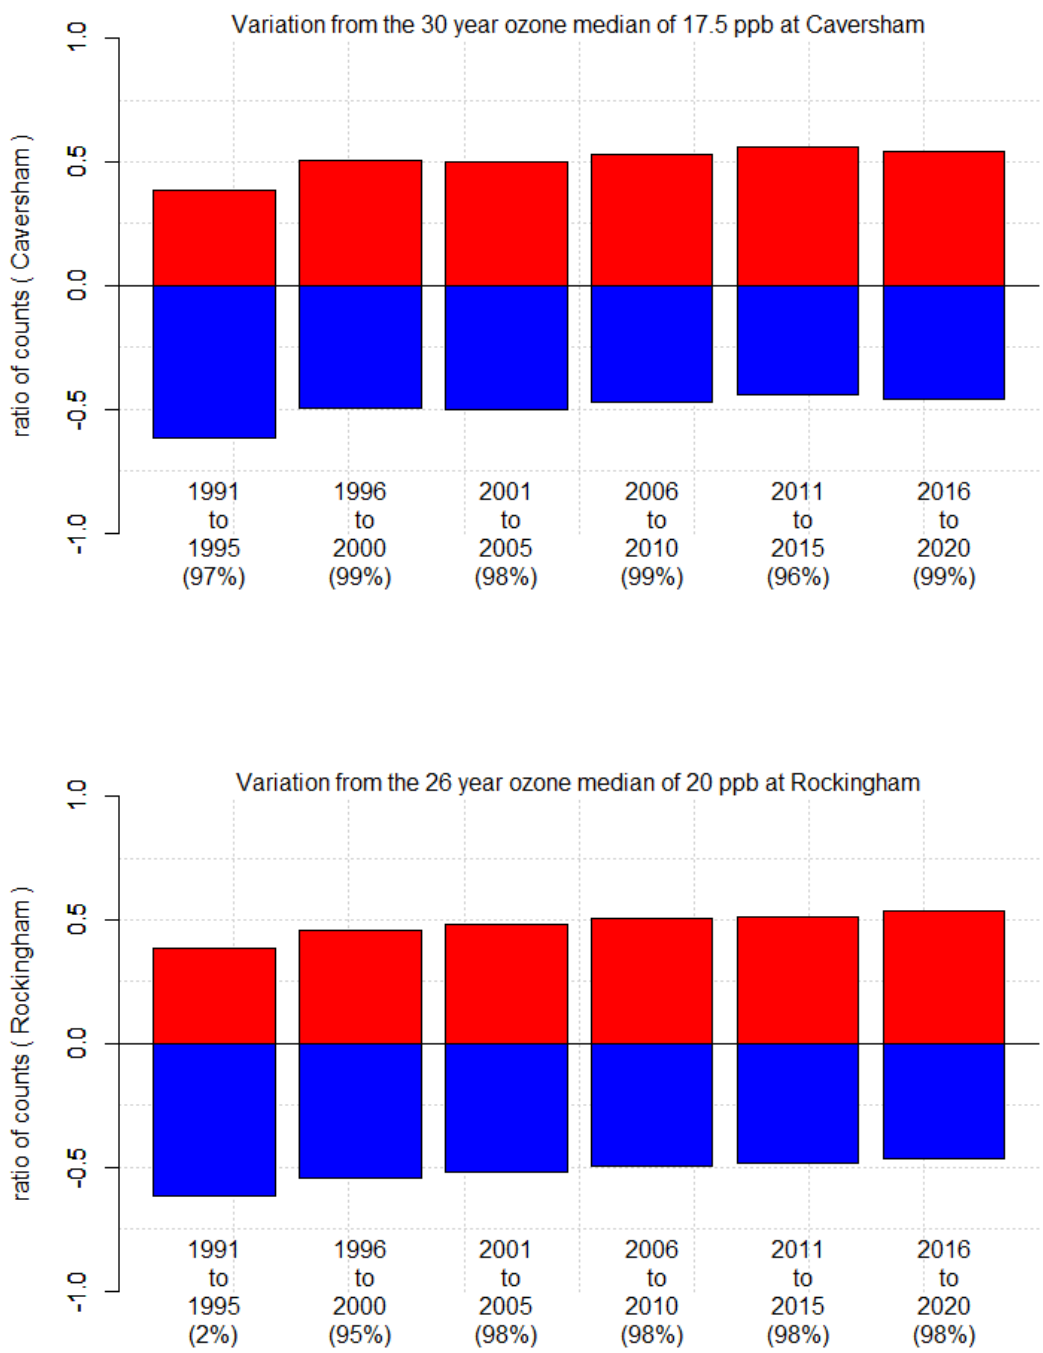 Variation from the 30 year ozone median of 17.5 ppb at Caversham
ratio of counts ( Caversham )
1.0
0.5
0.0
-0.5
-1.0
1991 to 1995 (97%)
1996 to 2000 (99%)
2001 to 2005 (98%)
2006 to 2010 (99%)
2011 to 2015 (96%)
2016 to 2020 (99%)
Variation from the 26 year ozone median of 20 ppb at Rockingham
ratio of counts ( Rockingham )
1.0
0.5
0.0
-0.5
-1.0
1991 to 1995 (2%)
1996 to 2000 (95%)
2001 to 2005 (98%)
2006 to 2010 (98%)
2011 to 2015 (98%)
2016 to 2020 (98%)